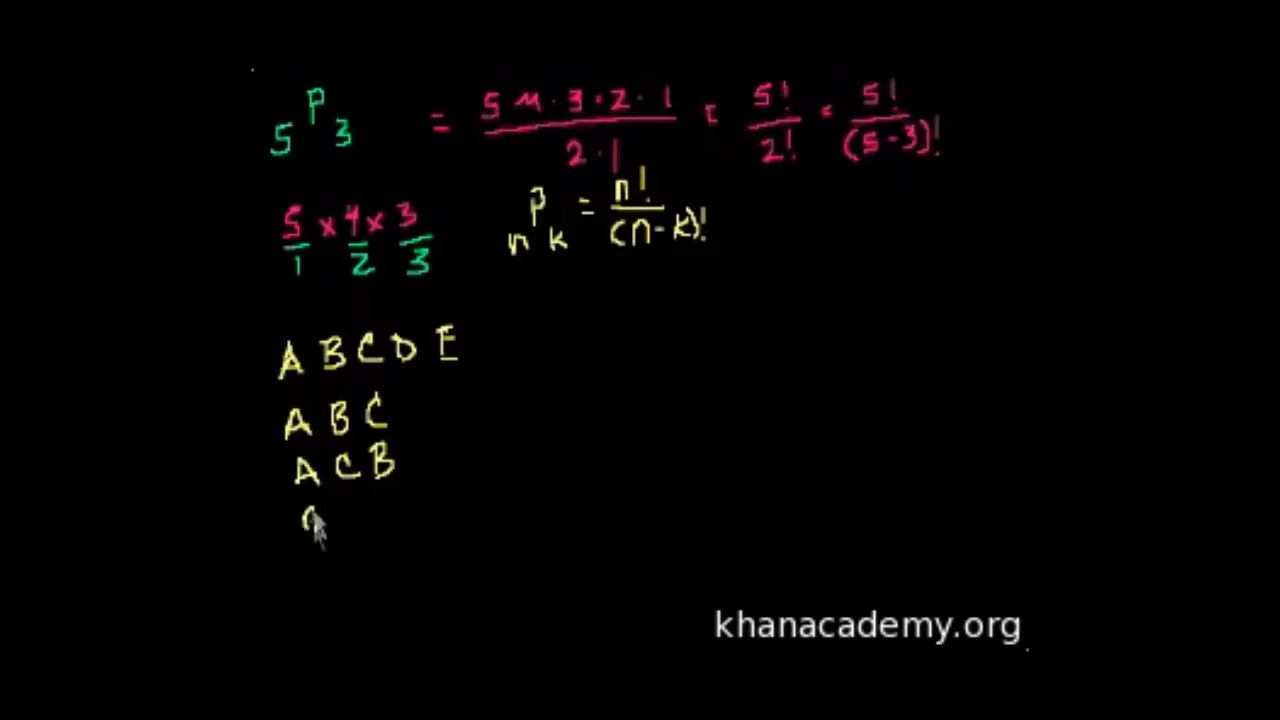 5P3 = 5 4·3·2·1 / 2·1 = 5!/2! = 5!/(5-3)!
5 x 4 x 3
1 2 3
nPk = n!/(n-k)!
A B C D E
A B C
A C B
C
khanacademy.org